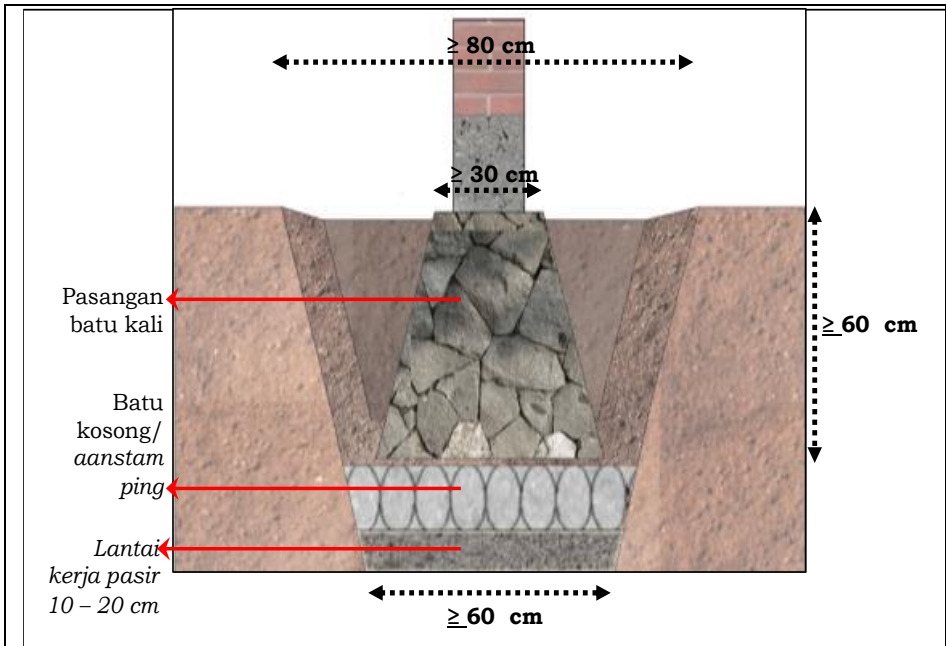 ≥ 80 cm
≥ 30 cm
Pasangan
batu kali
≥ 60 cm
Batu
kosong/
aanstam
ping
Lantai
kerja pasir
10 – 20 cm
≥ 60 cm